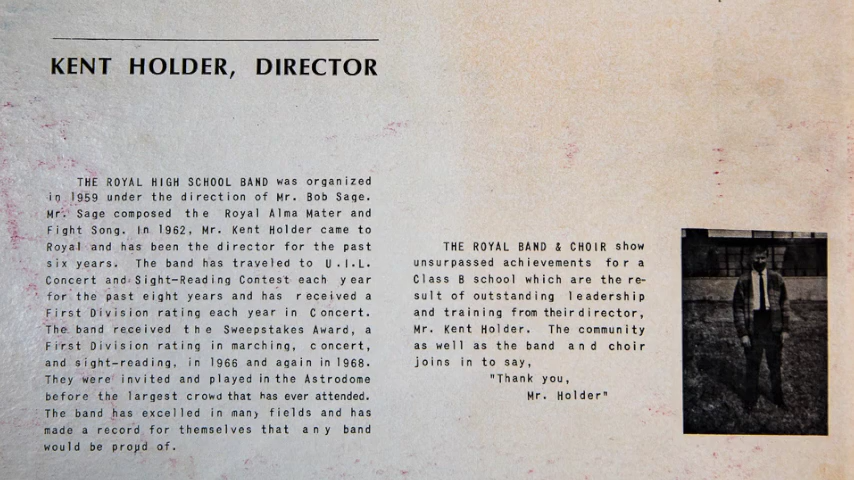 KENT HOLDER, DIRECTOR
THE ROYAL HIGH SCHOOL BAND was organized
in 1959 under the direction of Mr. Bob Sage.
Mr. Sage composed the Royal Alma Mater and
Fight Song. In 1962, Mr. Kent Holder came to
Royal and has been the director for the past
six years. The band has traveled to U.I.L.
Concert and Sight-Reading Contest each year
for the past eight years and has received a
First Division rating each year in Concert.
The band received the Sweepstakes Award, a
First Division rating in marching, concert,
and sight-reading, in 1966 and again in 1968.
They were invited and played in the Astrodome
before the largest crowd that has ever attended.
The band has excelled in many fields and has
made a record for themselves that any band
would be proud of.
THE ROYAL BAND & CHOIR show
unsurpassed achievements for a
Class B school which are the re-
sult of outstanding leadership
and training from their director,
Mr. Kent Holder. The community
as well as the band and choir
joins in to say,
"Thank you,
Mr. Holder"